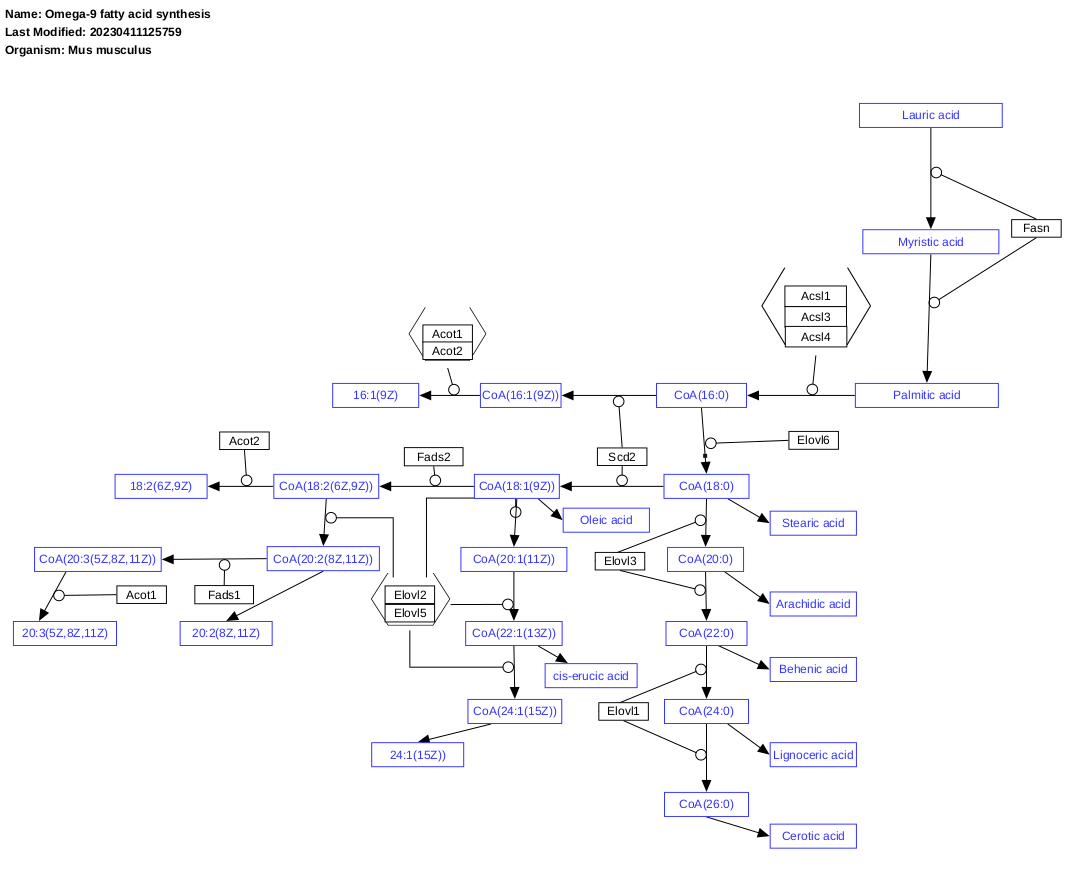 Name: Omega-9 fatty acid synthesis
Last Modified: 20230411125759
Organism: Mus musculus
Lauric acid
Fasn
Myristic acid
Acsl1
Acsl3
Acsl4
Acot1
Acot2
16:1(9Z)
CoA(16:1(9Z))
CoA(16:0)
Palmitic acid
Acot2
Fads2
Scd2
Elovl6
18:2(6Z,9Z)
CoA(18:2(6Z,9Z))
CoA(18:1(9Z))
CoA(18:0)
Oleic acid
Stearic acid
CoA(20:3(5Z,8Z,11Z))
CoA(20:2(8Z,11Z))
CoA(20:1(11Z)
Elovl3
CoA(20:0)
Acot1
Fads1
Elovl2
Elovl5
Arachidic acid
20:3(5Z,8Z,11Z)
20:2(8Z,11Z)
CoA(22:1(13Z))
CoA(22:0)
cis-erucic acid
Behenic acid
CoA(24:1(15Z))
Elovl1
CoA(24:0)
24:1(15Z))
Lignoceric acid
CoA(26:0)
Cerotic acid